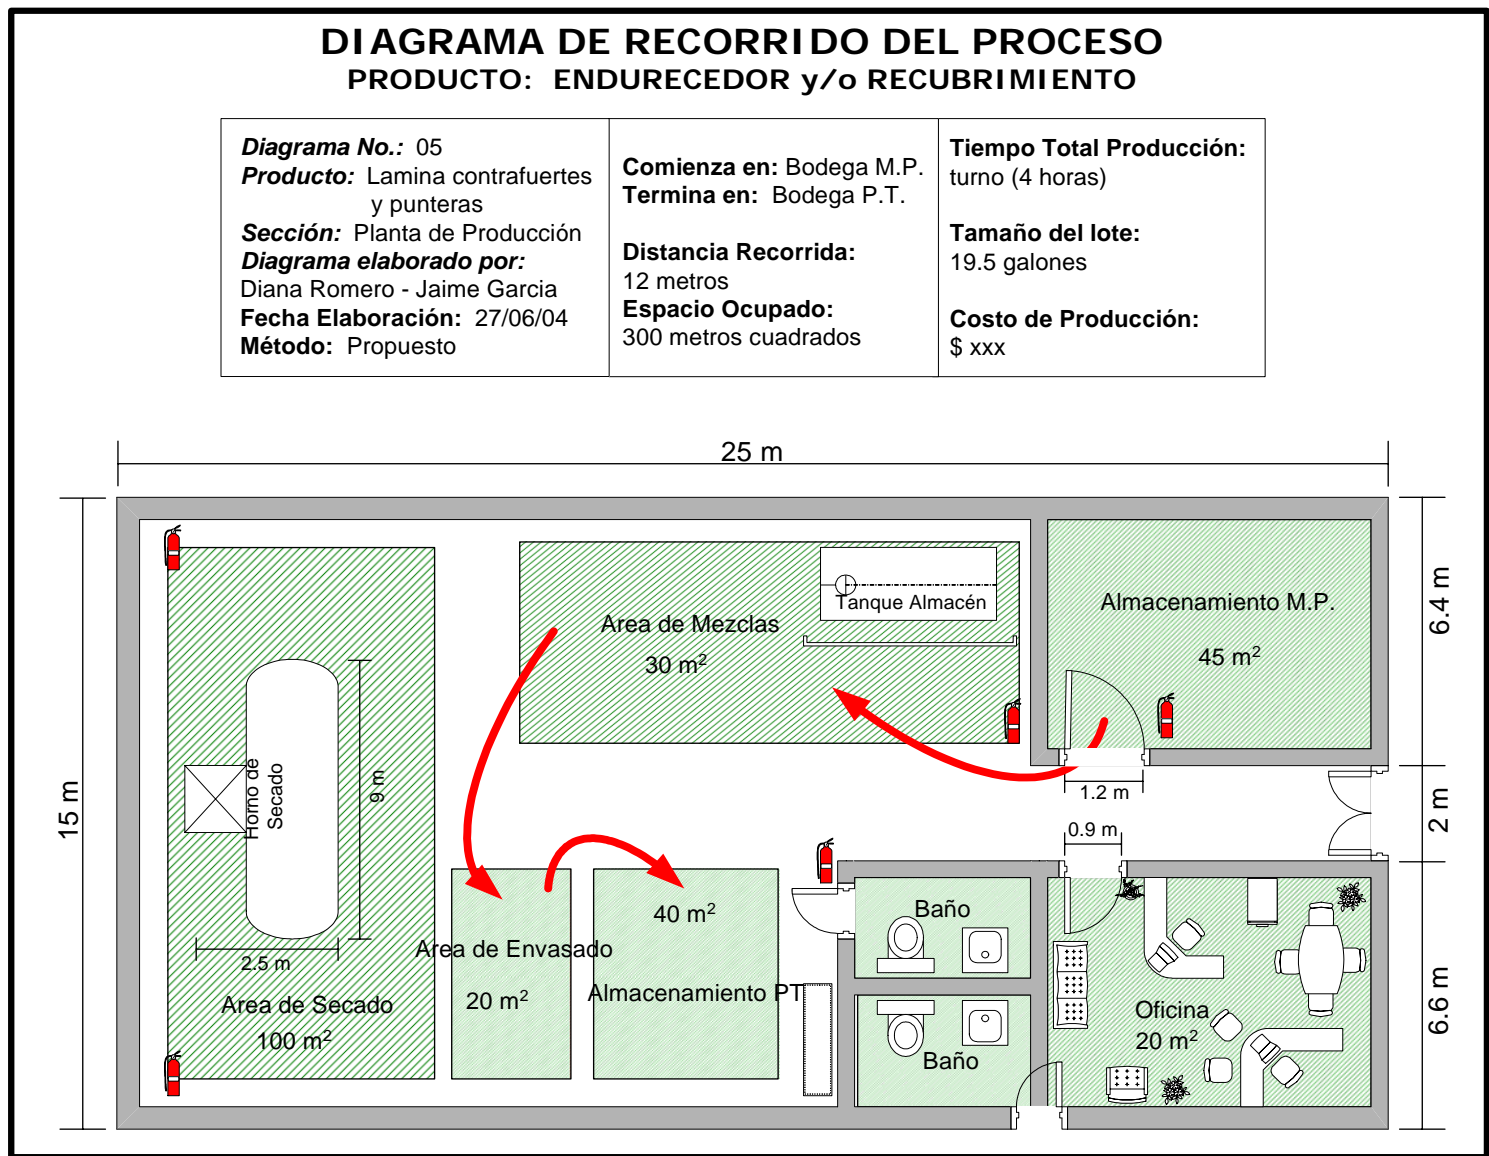 DIAGRAMA DE RECORRIDO DEL PROCESO
PRODUCTO: ENDURECEDOR y/o RECUBRIMIENTO
Diagrama No.: 05
Producto: Lamina contrafuertes
y punteras
Sección: Planta de Producción
Diagrama elaborado por:
Diana Romero - Jaime Garcia
Fecha Elaboración: 27/06/04
Método: Propuesto
Comienza en: Bodega M.P.
Termina en: Bodega P.T.
Distancia Recorrida:
12 metros
Espacio Ocupado:
300 metros cuadrados
Tiempo Total Producción:
turno (4 horas)
Tamaño del lote:
19.5 galones
Costo de Producción:
$ xxx
25 m
15 m
6.4 m
2 m
6.6 m
Tanque Almacén
Area de Mezclas
30 m²
Almacenamiento M.P.
45 m²
1.2 m
0.9 m
Horno de
Secado
9 m
2.5 m
Area de Secado
100 m²
Area de Envasado
20 m²
40 m²
Almacenamiento PT
Baño
Baño
Oficina
20 m²